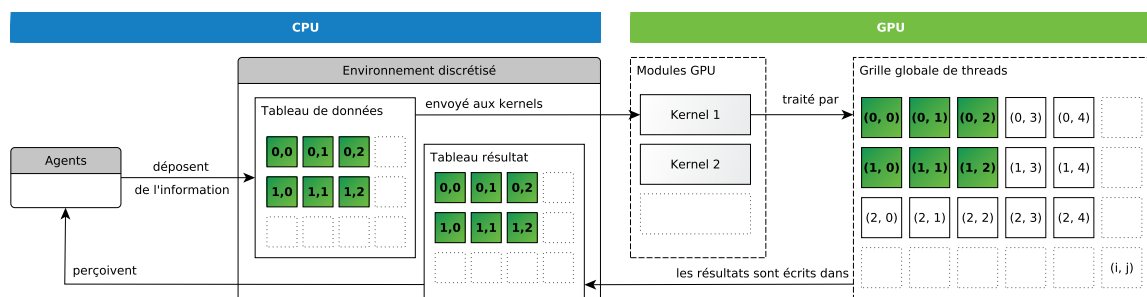 CPU
GPU
Environnement discrétisé
Modules GPU
Grille globale de threads
Tableau de données
envoyé aux kernels
Kernel 1
traité par
(0, 0) (0, 1) (0, 2) (0, 3) (0, 4)
0,0 0,1 0,2
Agents
déposent
de l'information
Tableau résultat
Kernel 2
(1, 0) (1, 1) (1, 2) (1, 3) (1, 4)
1,0 1,1 1,2
0,0 0,1 0,2
(2, 0) (2, 1) (2, 2) (2, 3) (2, 4)
1,0 1,1 1,2
perçoivent
les résultats sont écrits dans
(i, j)